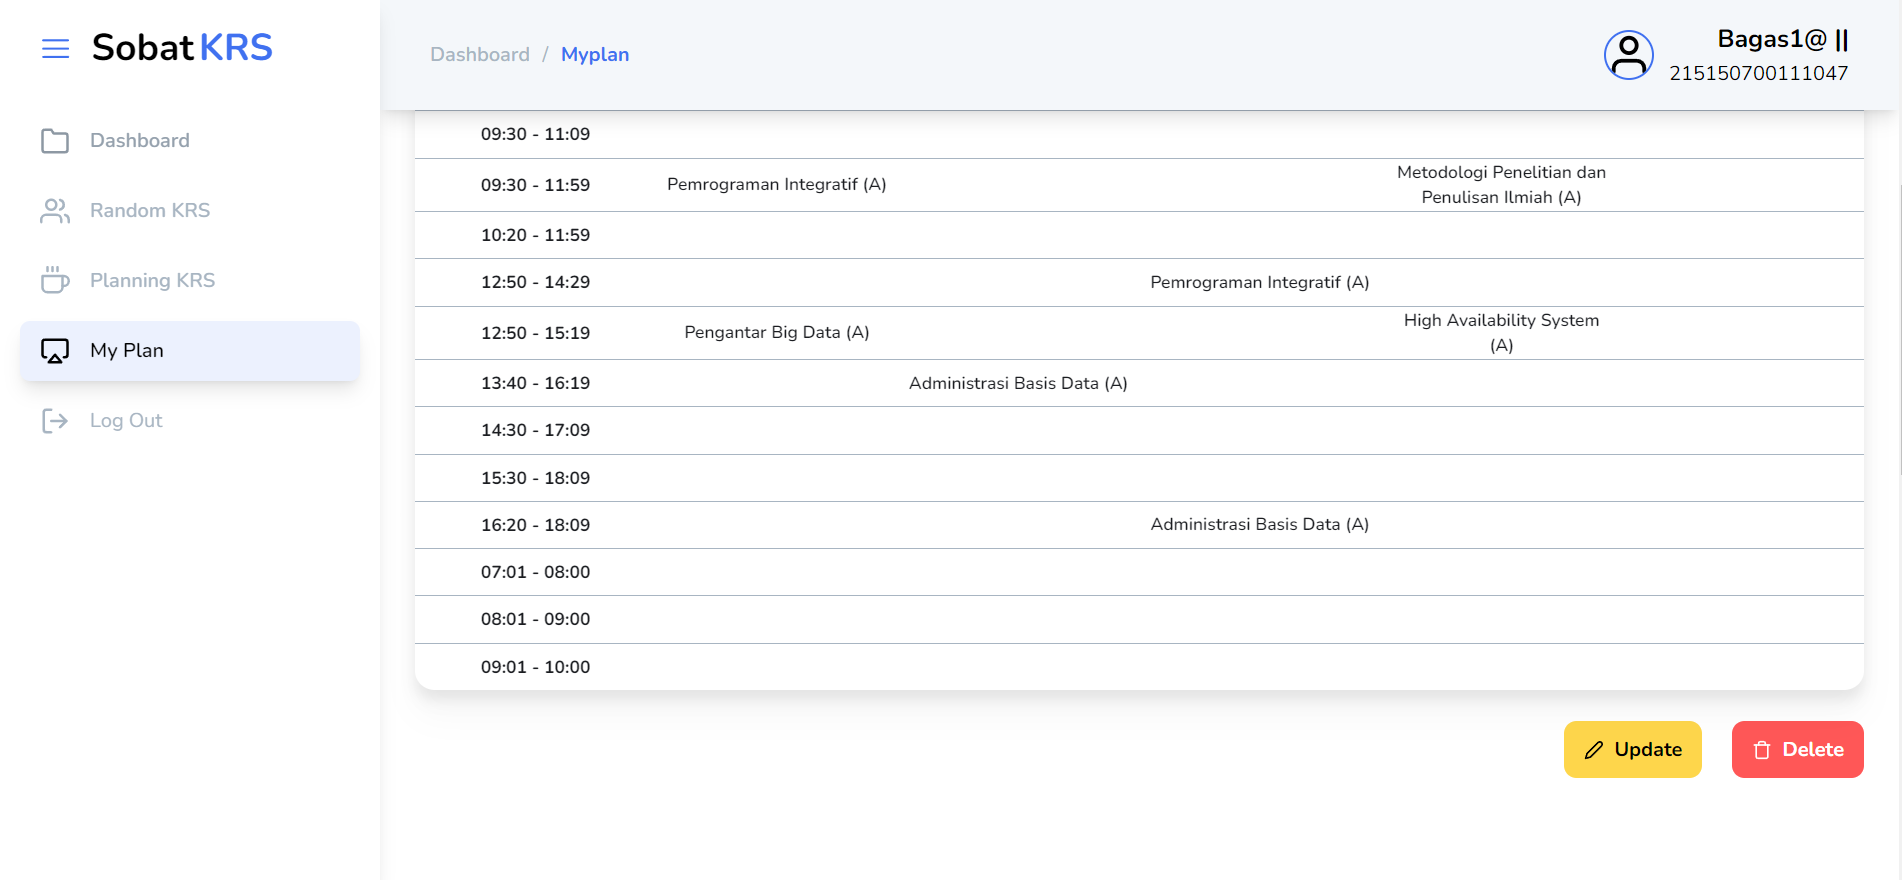 SobatKRS
Dashboard / Myplan
Bagas1@ ||
215150700111047
Dashboard
Random KRS
Planning KRS
My Plan
Log Out
09:30 - 11:09
09:30 - 11:59 Pemrograman Integratif (A) Metodologi Penelitian dan
Penulisan Ilmiah (A)
10:20 - 11:59
12:50 - 14:29 Pemrograman Integratif (A)
12:50 - 15:19 Pengantar Big Data (A) High Availability System
(A)
13:40 - 16:19 Administrasi Basis Data (A)
14:30 - 17:09
15:30 - 18:09
16:20 - 18:09 Administrasi Basis Data (A)
07:01 - 08:00
08:01 - 09:00
09:01 - 10:00
Update
Delete